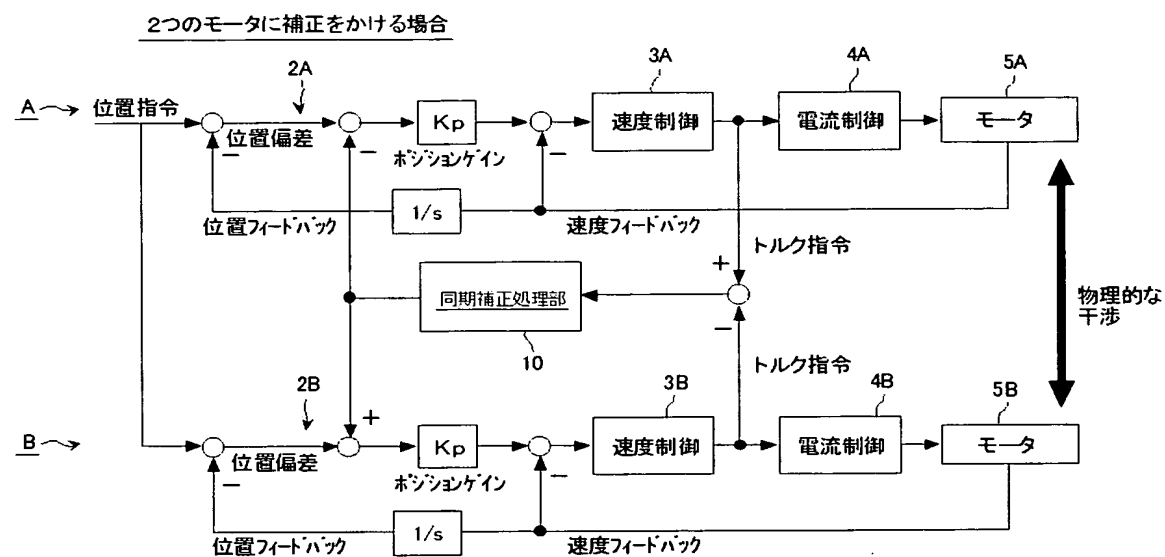 2つのモータに補正をかける場合
A
位置指令
2A
位置偏差
Kp
ポジションゲイン
3A
速度制御
4A
電流制御
5A
モータ
−
−
−
1/s
位置フィードバック
速度フィードバック
トルク指令
+
同期補正処理部
10
−
トルク指令
物理的な
干渉
B
2B
位置偏差
+
Kp
ポジションゲイン
3B
速度制御
4B
電流制御
5B
モータ
−
−
1/s
位置フィードバック
速度フィードバック